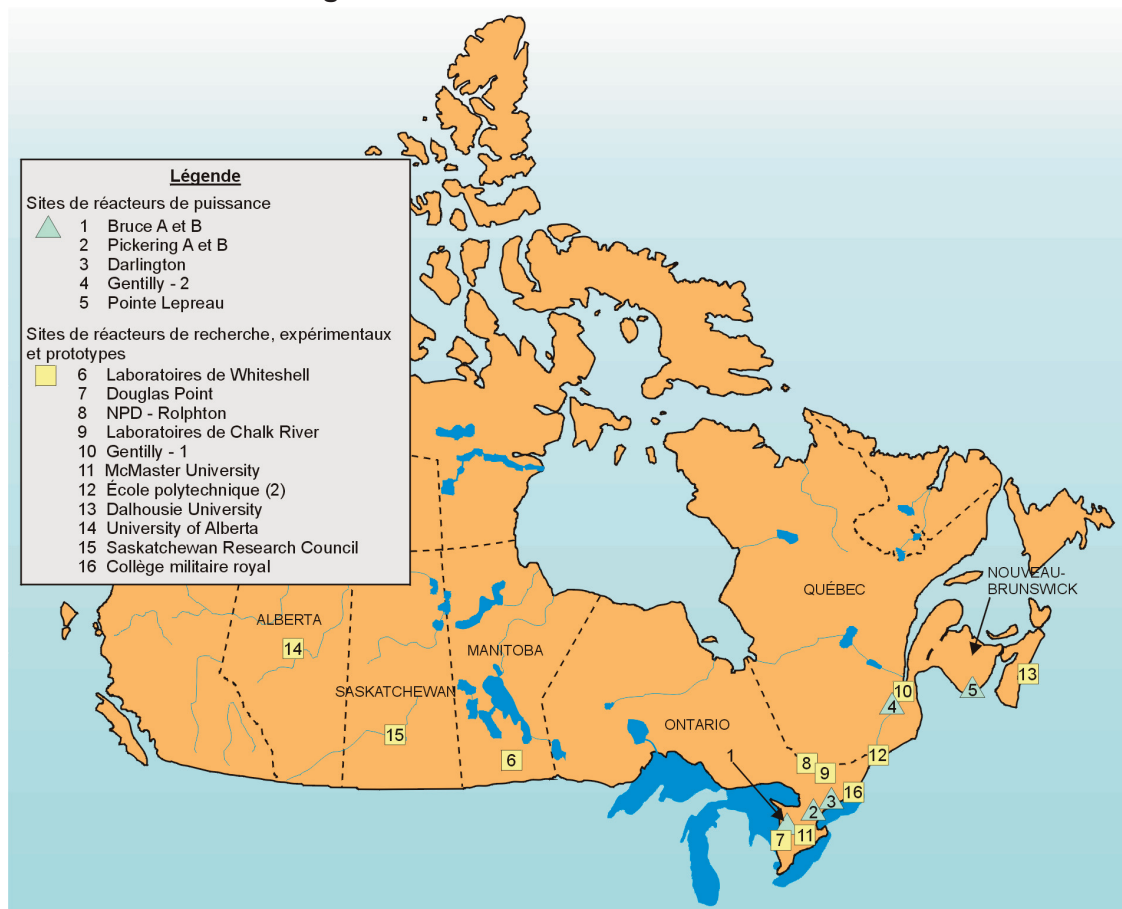 Légende
Sites de réacteurs de puissance
1 Bruce A et B
2 Pickering A et B
3 Darlington
4 Gentilly - 2
5 Pointe Lepreau
Sites de réacteurs de recherche, expérimentaux
et prototypes
6 Laboratoires de Whiteshell
7 Douglas Point
8 NPD - Rolphton
9 Laboratoires de Chalk River
10 Gentilly - 1
11 McMaster University
12 École polytechnique (2)
13 Dalhousie University
14 University of Alberta
15 Saskatchewan Research Council
16 Collège militaire royal
NOUVEAU-
BRUNSWICK
QUÉBEC
ALBERTA
14
MANITOBA
13
SASKATCHEWAN
10
5
4
ONTARIO
15
1
12
6
8
9
16
3
2
11
7